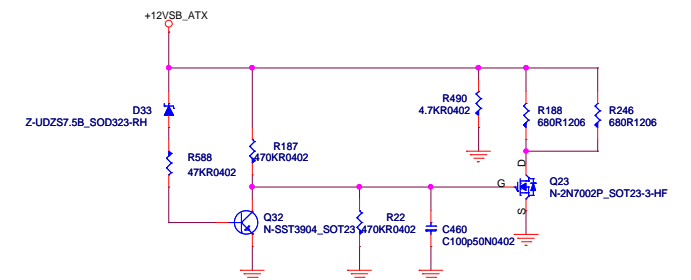 +12VSB_ATX
D33
Z-UDZS7.5B_SOD323-RH
R588
47KR0402
R187
470KR0402
R490
4.7KR0402
R188
680R1206
R246
680R1206
D
G
S
Q23
N-2N7002P_SOT23-3-HF
Q32
N-SST3904_SOT23
R22
470KR0402
C460
C100p50N0402